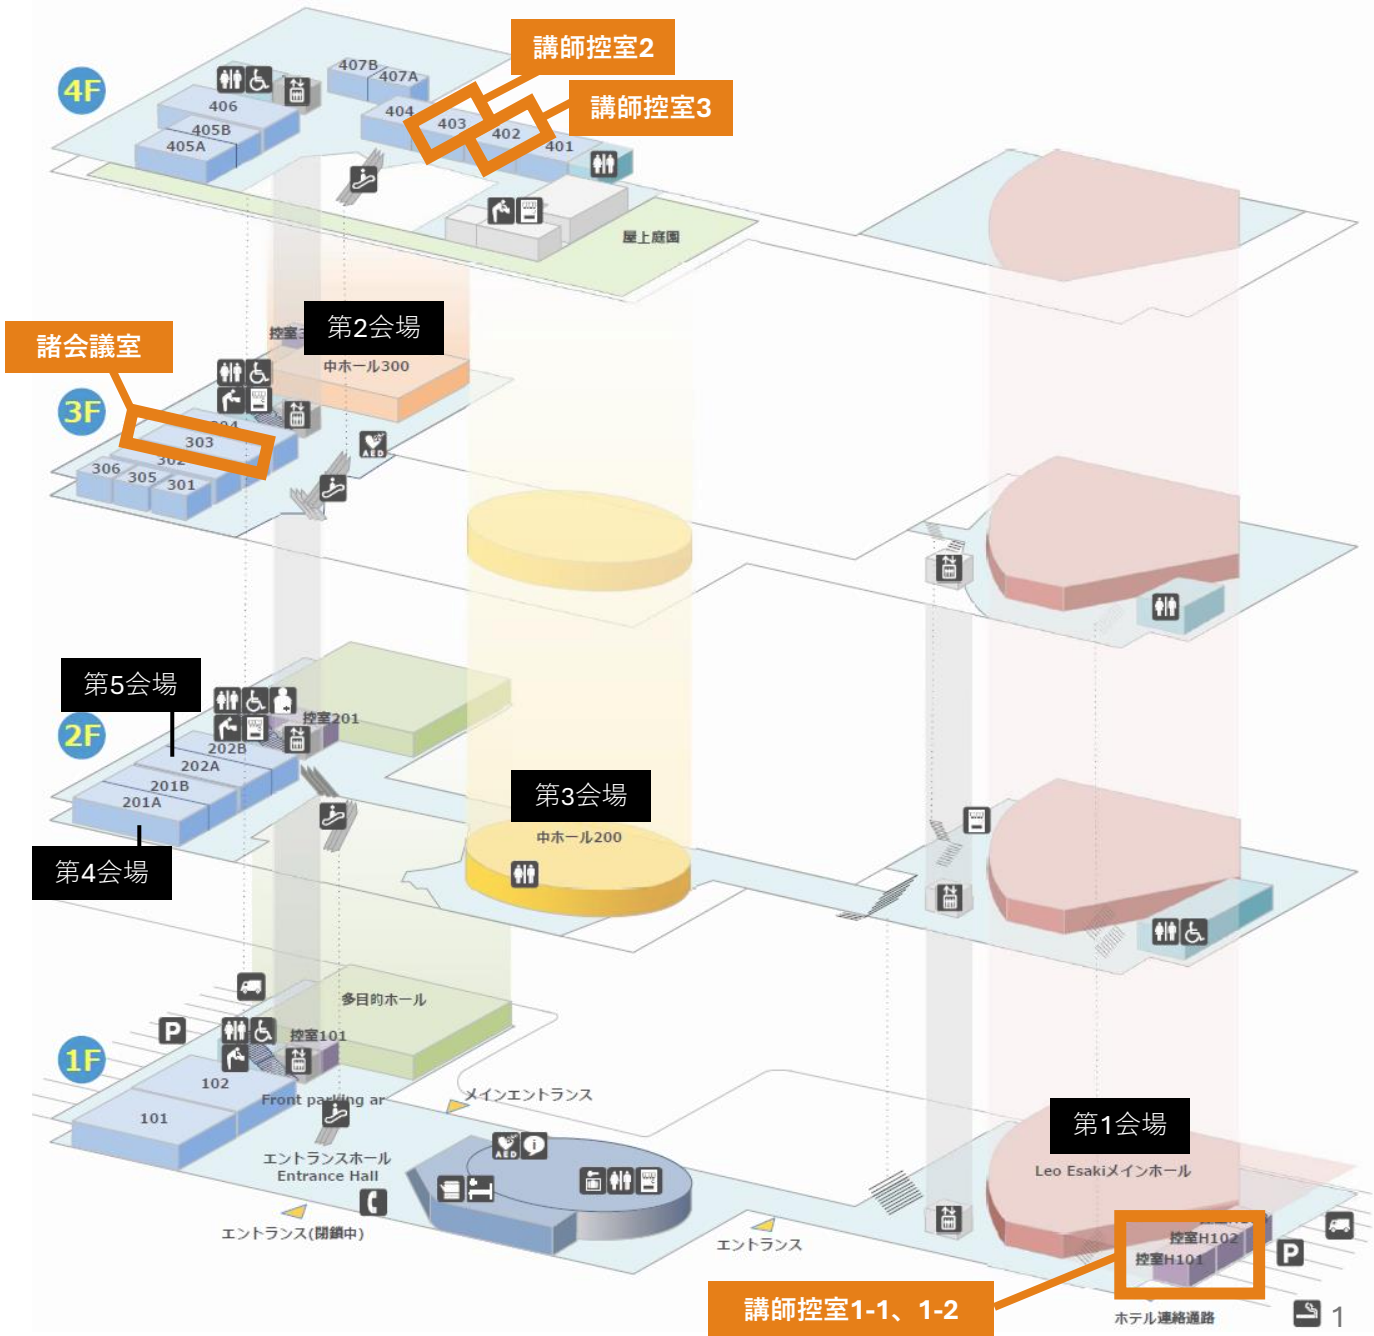 講師控室2
407B
407A
講師控室3
4F
406
404
403
402
405B
405A
401
屋上庭園
第2会場
控室3
諸会議室
中ホール300
3F
304
303
302
306
305
301
AED
第5会場
控室201
2F
202B
202A
201B
201A
第3会場
中ホール200
第4会場
多目的ホール
P
控室101
1F
102
Front parking ar
メインエントランス
101
第1会場
エントランスホール
Entrance Hall
AED
Leo Esakiメインホール
エントランス(閉鎖中)
エントランス
控室H102
控室H101
P
講師控室1-1、1-2
ホテル連絡通路
1